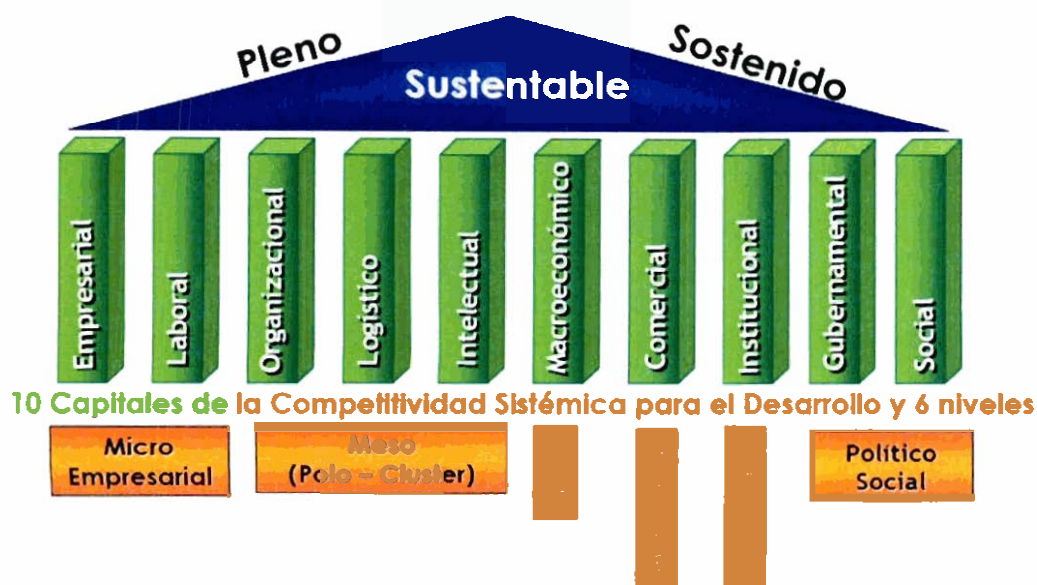 Pleno
Sostenido
Sustentable
Empresarial
Laboral
Organizacional
Logístico
Intelectual
Macroeconómico
Comercial
Institucional
Gubernamental
Social
10 Capitales de la Competitividad Sistémica para el Desarrollo y 6 niveles
Micro
Empresarial
Meso
(Polo – Cluster)
Político
Social